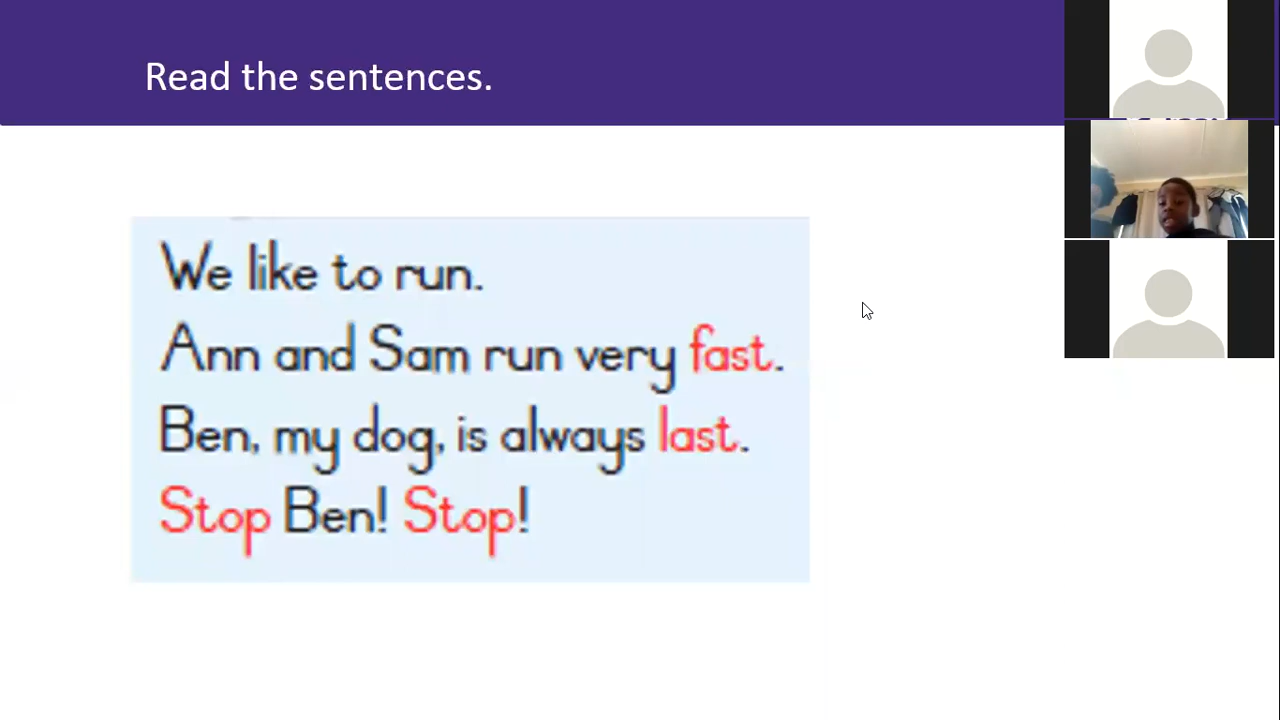 Read the sentences.
We like to run.
Ann and Sam run very fast.
Ben, my dog, is always last.
Stop Ben! Stop!